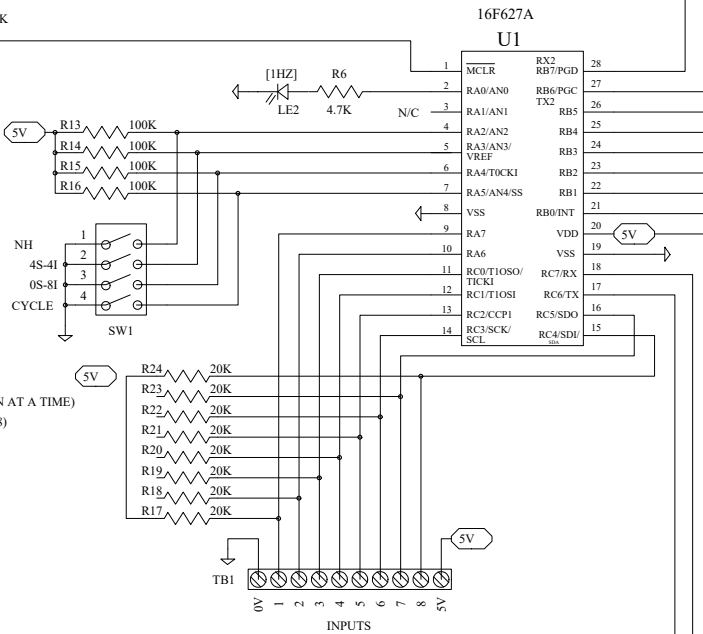 16F627A
U1
K
1 MCLR
RX2
RB7/PGD 28
[1HZ] R6
2 RA0/AN0
RB6/PGC 27
TX2
LE2 4.7K
N/C 3 RA1/AN1
RB5 26
5V
R13 100K
4 RA2/AN2
RB4 25
R14 100K
5 RA3/AN3/
VREF
RB3 24
R15 100K
6 RA4/T0CKI
RB2 23
R16 100K
7 RA5/AN4/SS
RB1 22
8 VSS
RB0/INT 21
9 RA7
VDD 20 5V
10 RA6
VSS 19
11 RC0/T1OSO/
TICKI
RC7/RX 18
12 RC1/T1OSI
RC6/TX 17
13 RC2/CCP1
RC5/SDO 16
14 RC3/SCK/
SCL
RC4/SDI/ 15
SDA
NH 1
4S-4I 2
0S-8I 3
CYCLE 4
SW1
5V
R24 20K
R23 20K
N AT A TIME)
R22 20K
8)
R21 20K
R20 20K
R19 20K
R18 20K
R17 20K
5V
TB1
0V 1 2 3 4 5 6 7 8 5V
INPUTS